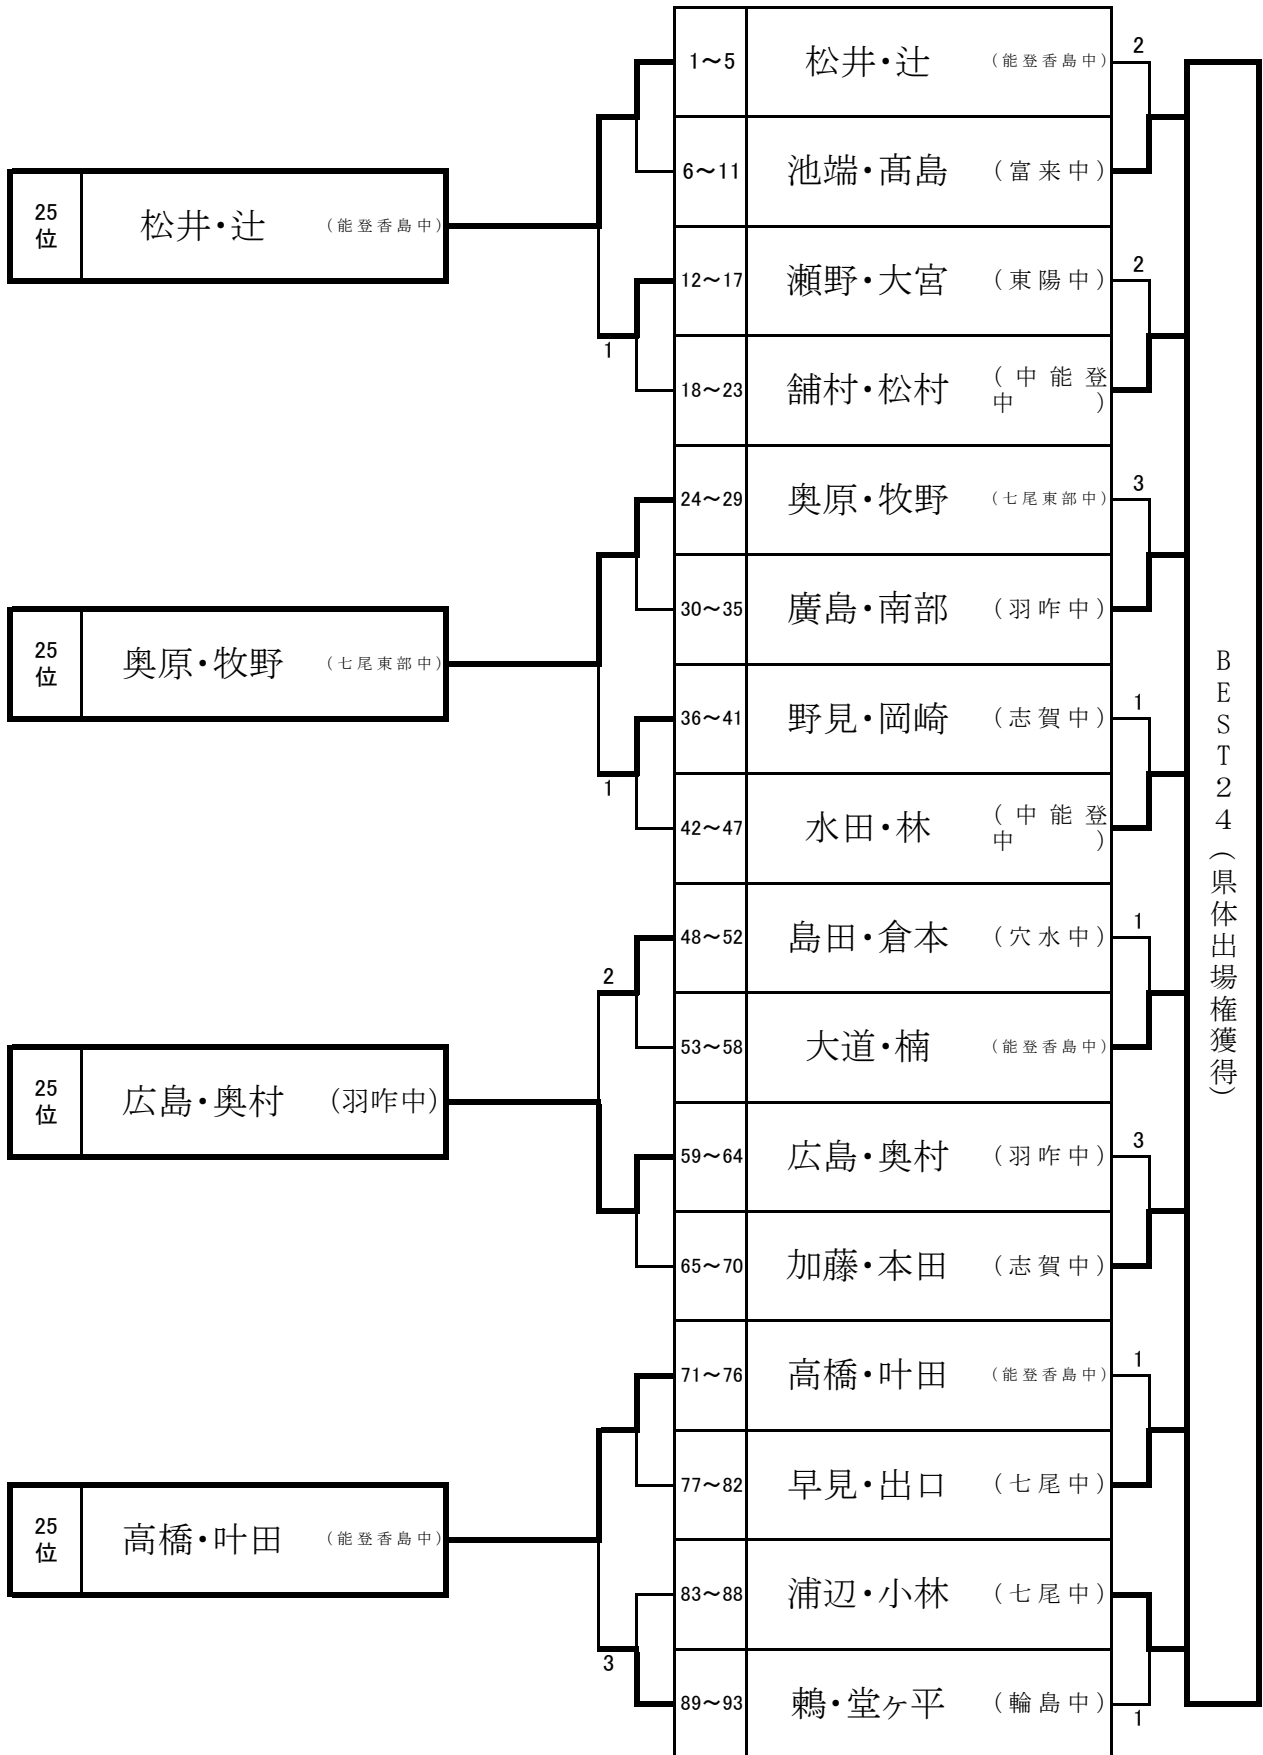 1～5 松井・辻 (能登香島中) 2
6～11 池端・髙島 (富来中)
25位 松井・辻 (能登香島中)
12～17 瀬野・大宮 (東陽中) 2
1
18～23 舗村・松村 (中能登中)
24～29 奥原・牧野 (七尾東部中) 3
30～35 廣島・南部 (羽咋中)
25位 奥原・牧野 (七尾東部中)
36～41 野見・岡崎 (志賀中) 1
1
42～47 水田・林 (中能登中)
48～52 島田・倉本 (穴水中) 1
2
53～58 大道・楠 (能登香島中)
25位 広島・奥村 (羽咋中)
59～64 広島・奥村 (羽咋中) 3
65～70 加藤・本田 (志賀中)
71～76 高橋・叶田 (能登香島中) 1
77～82 早見・出口 (七尾中)
25位 高橋・叶田 (能登香島中)
83～88 浦辺・小林 (七尾中)
3
89～93 鶫・堂ヶ平 (輪島中) 1
BEST24(県体出場権獲得)